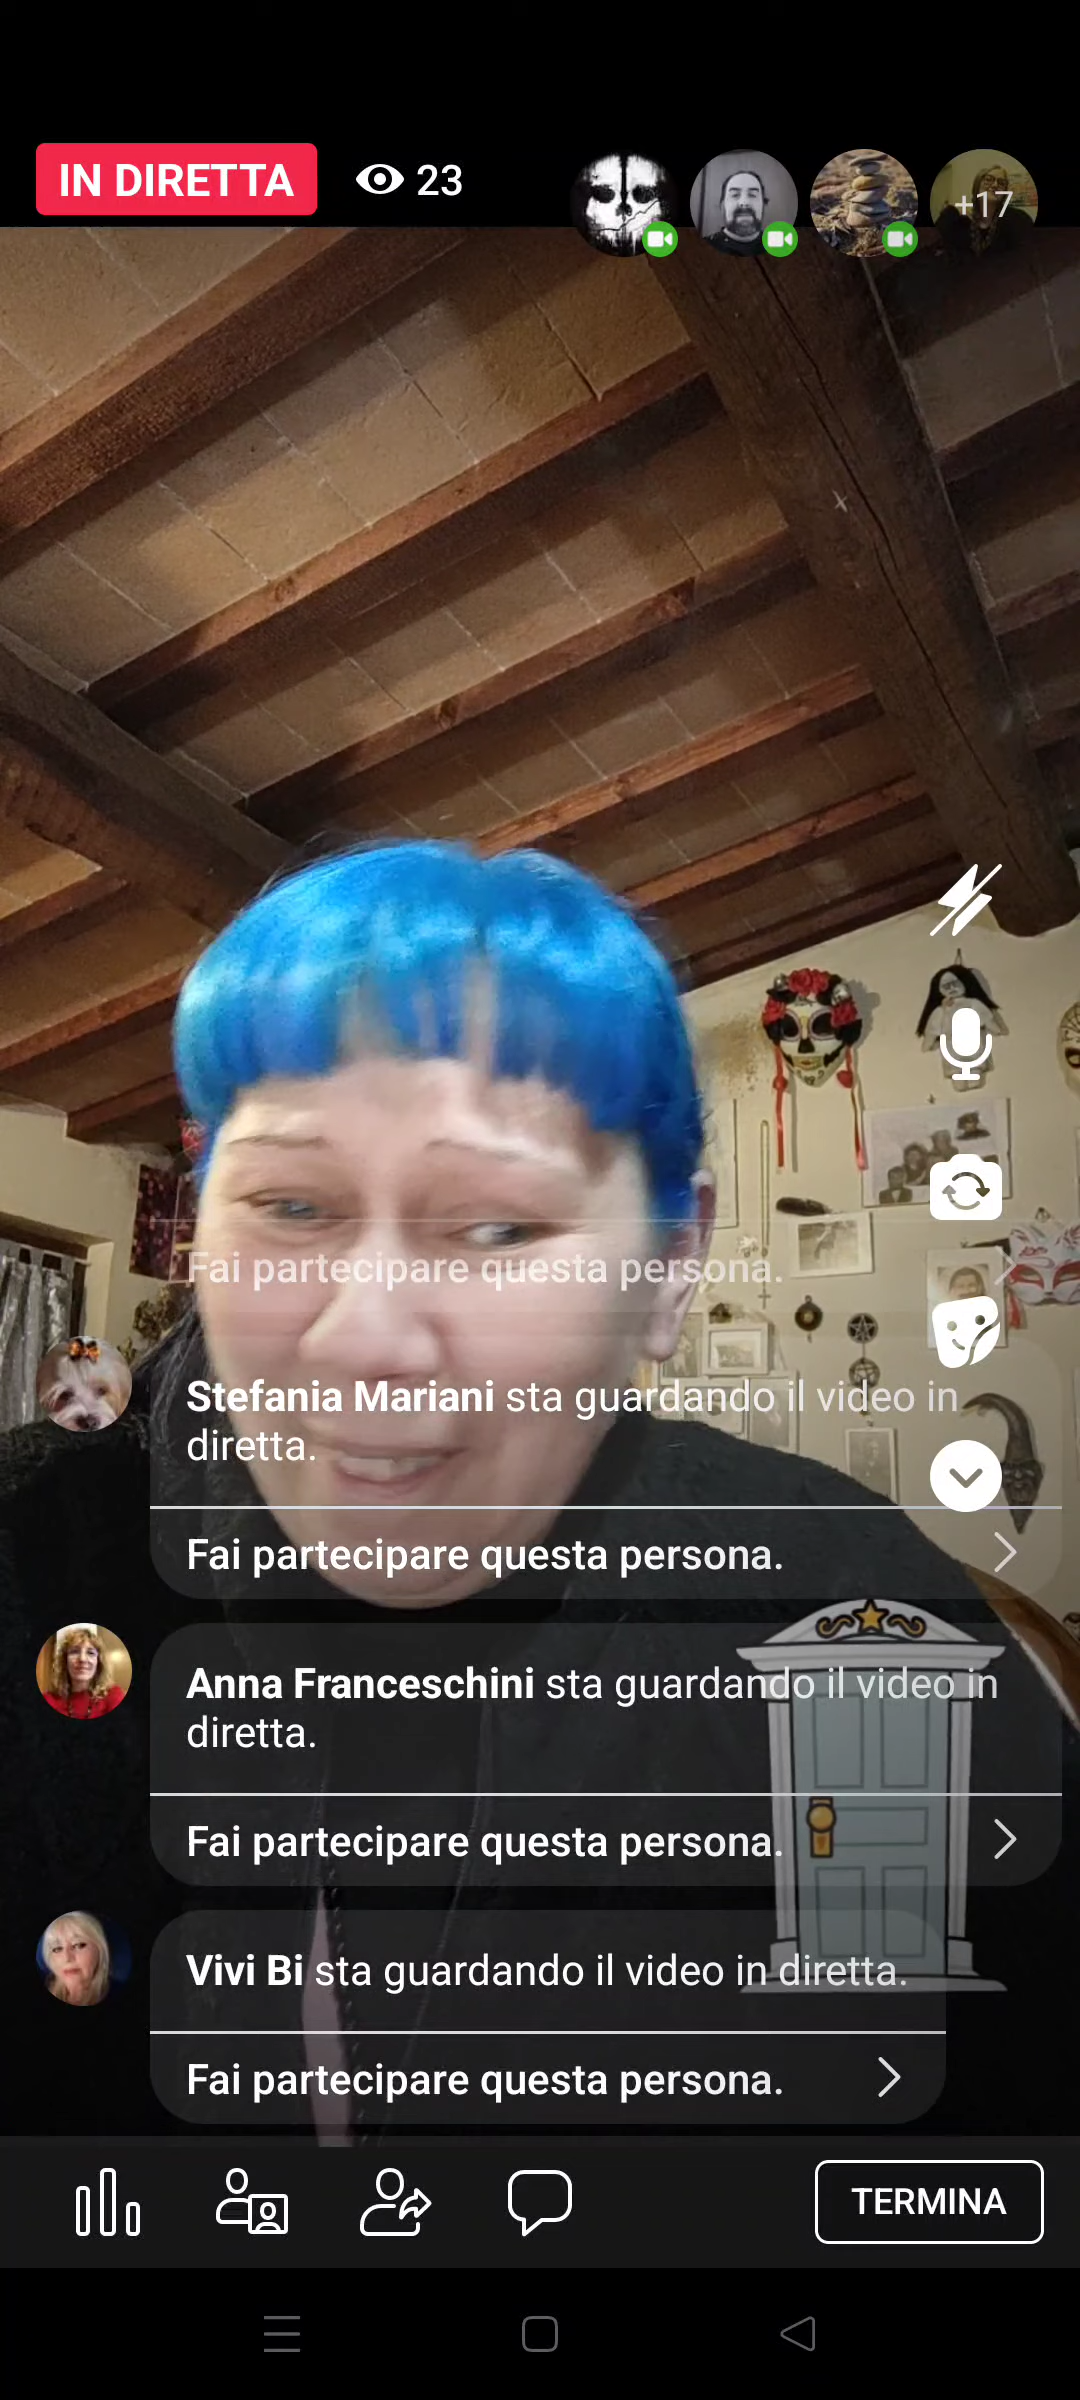 IN DIRETTA
23
+17
Fai partecipare questa persona.
Stefania Mariani sta guardando il video in
diretta.
Fai partecipare questa persona.
Anna Franceschini sta guardando il video in
diretta.
Fai partecipare questa persona.
Vivi Bi sta guardando il video in diretta.
Fai partecipare questa persona.
TERMINA